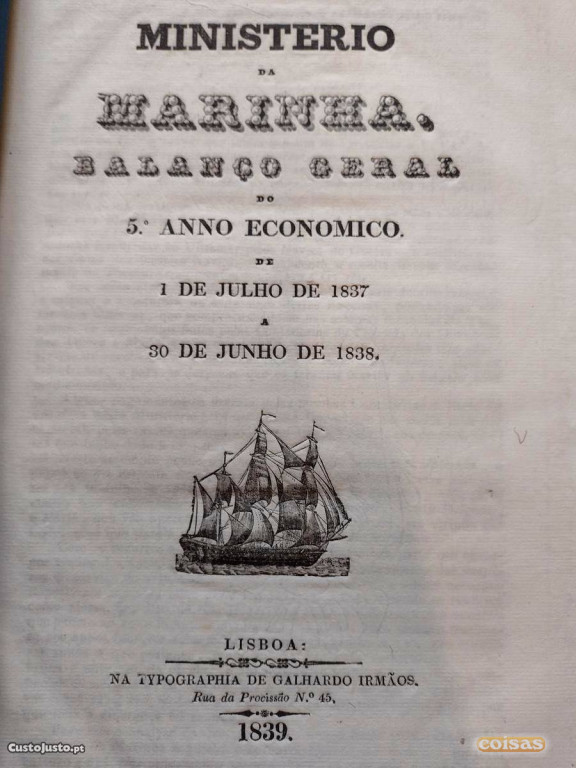 MINISTERIO
DA
MARINHA.
BALANÇO GERAL
DO
5.º ANNO ECONOMICO.
DE
1 DE JULHO DE 1837
A
30 DE JUNHO DE 1838.
LISBOA:
NA TYPOGRAPHIA DE GALHARDO IRMÃOS.
Rua da Procissão N.º 45,
1839.
CustoJusto.pt
coisas